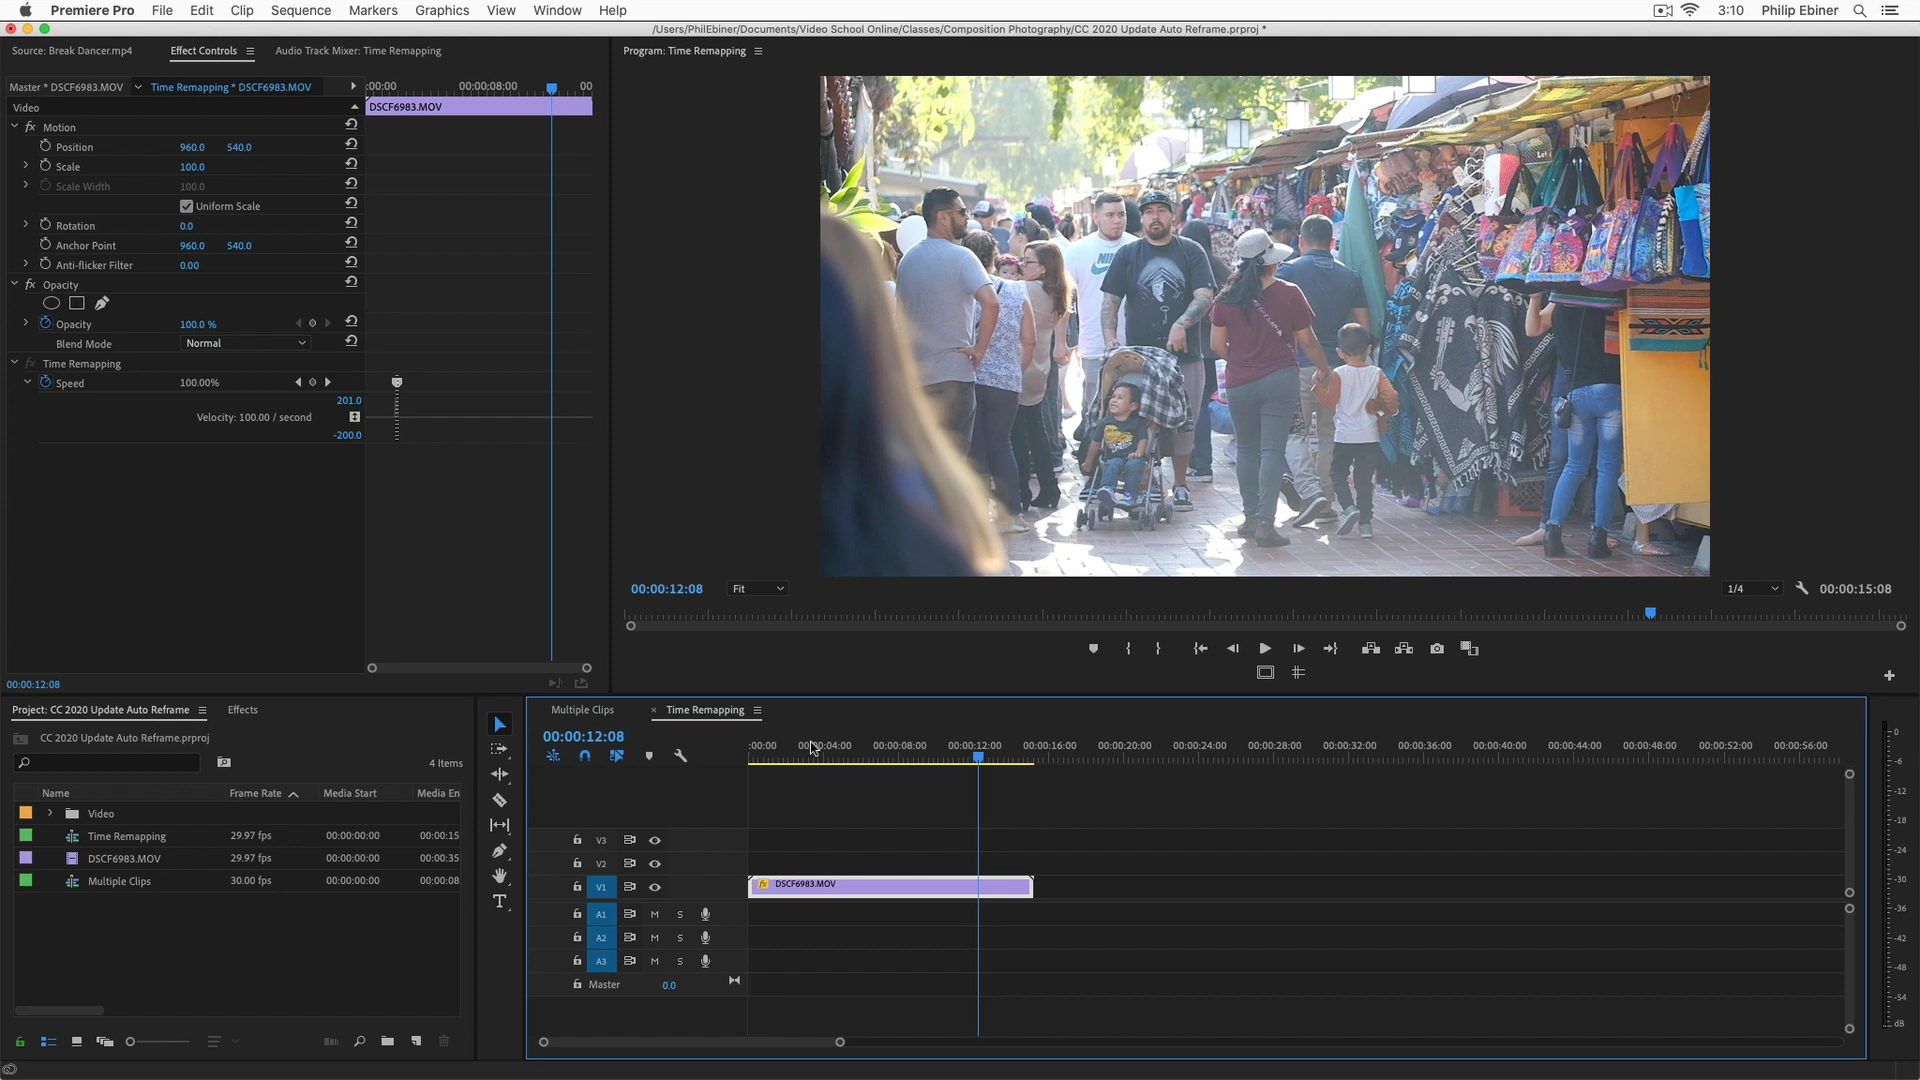 Premiere Pro File Edit Clip Sequence Markers Graphics View Window Help 3:10 Philip Ebiner
/Users/PhilEbiner/Documents/Video School Online/Classes/Composition Photography/CC 2020 Update Auto Reframe.prproj *
Source: Break Dancer.mp4 Effect Controls Audio Track Mixer: Time Remapping
Program: Time Remapping
Master * DSCF6983.MOV Time Remapping * DSCF6983.MOV :00:00 00:00:08:00 00
Video DSCF6983.MOV
fx Motion
Position 960.0 540.0
Scale 100.0
Scale Width 100.0
Uniform Scale
Rotation 0.0
Anchor Point 960.0 540.0
Anti-flicker Filter 0.00
fx Opacity
Opacity 100.0 %
Blend Mode Normal
fx Time Remapping
Speed 100.00%
201.0
Velocity: 100.00 / second
-200.0
00:00:12:08
00:00:12:08 Fit 1/4 00:00:15:08
Project: CC 2020 Update Auto Reframe Effects
CC 2020 Update Auto Reframe.prproj
4 Items
Name Frame Rate Media Start Media En
Video
Time Remapping 29.97 fps 00:00:00:00 00:00:15
DSCF6983.MOV 29.97 fps 00:00:00:00 00:00:35
Multiple Clips 30.00 fps 00:00:00:00 00:00:08
Multiple Clips × Time Remapping
00:00:12:08
:00:00 00:00:04:00 00:00:08:00 00:00:12:00 00:00:16:00 00:00:20:00 00:00:24:00 00:00:28:00 00:00:32:00 00:00:36:00 00:00:40:00 00:00:44:00 00:00:48:00 00:00:52:00 00:00:56:00
V3
V2
V1 fx DSCF6983.MOV
A1 M S
A2 M S
A3 M S
Master 0.0
0
-6
-12
-18
-24
-30
-36
-42
-48
-54
dB